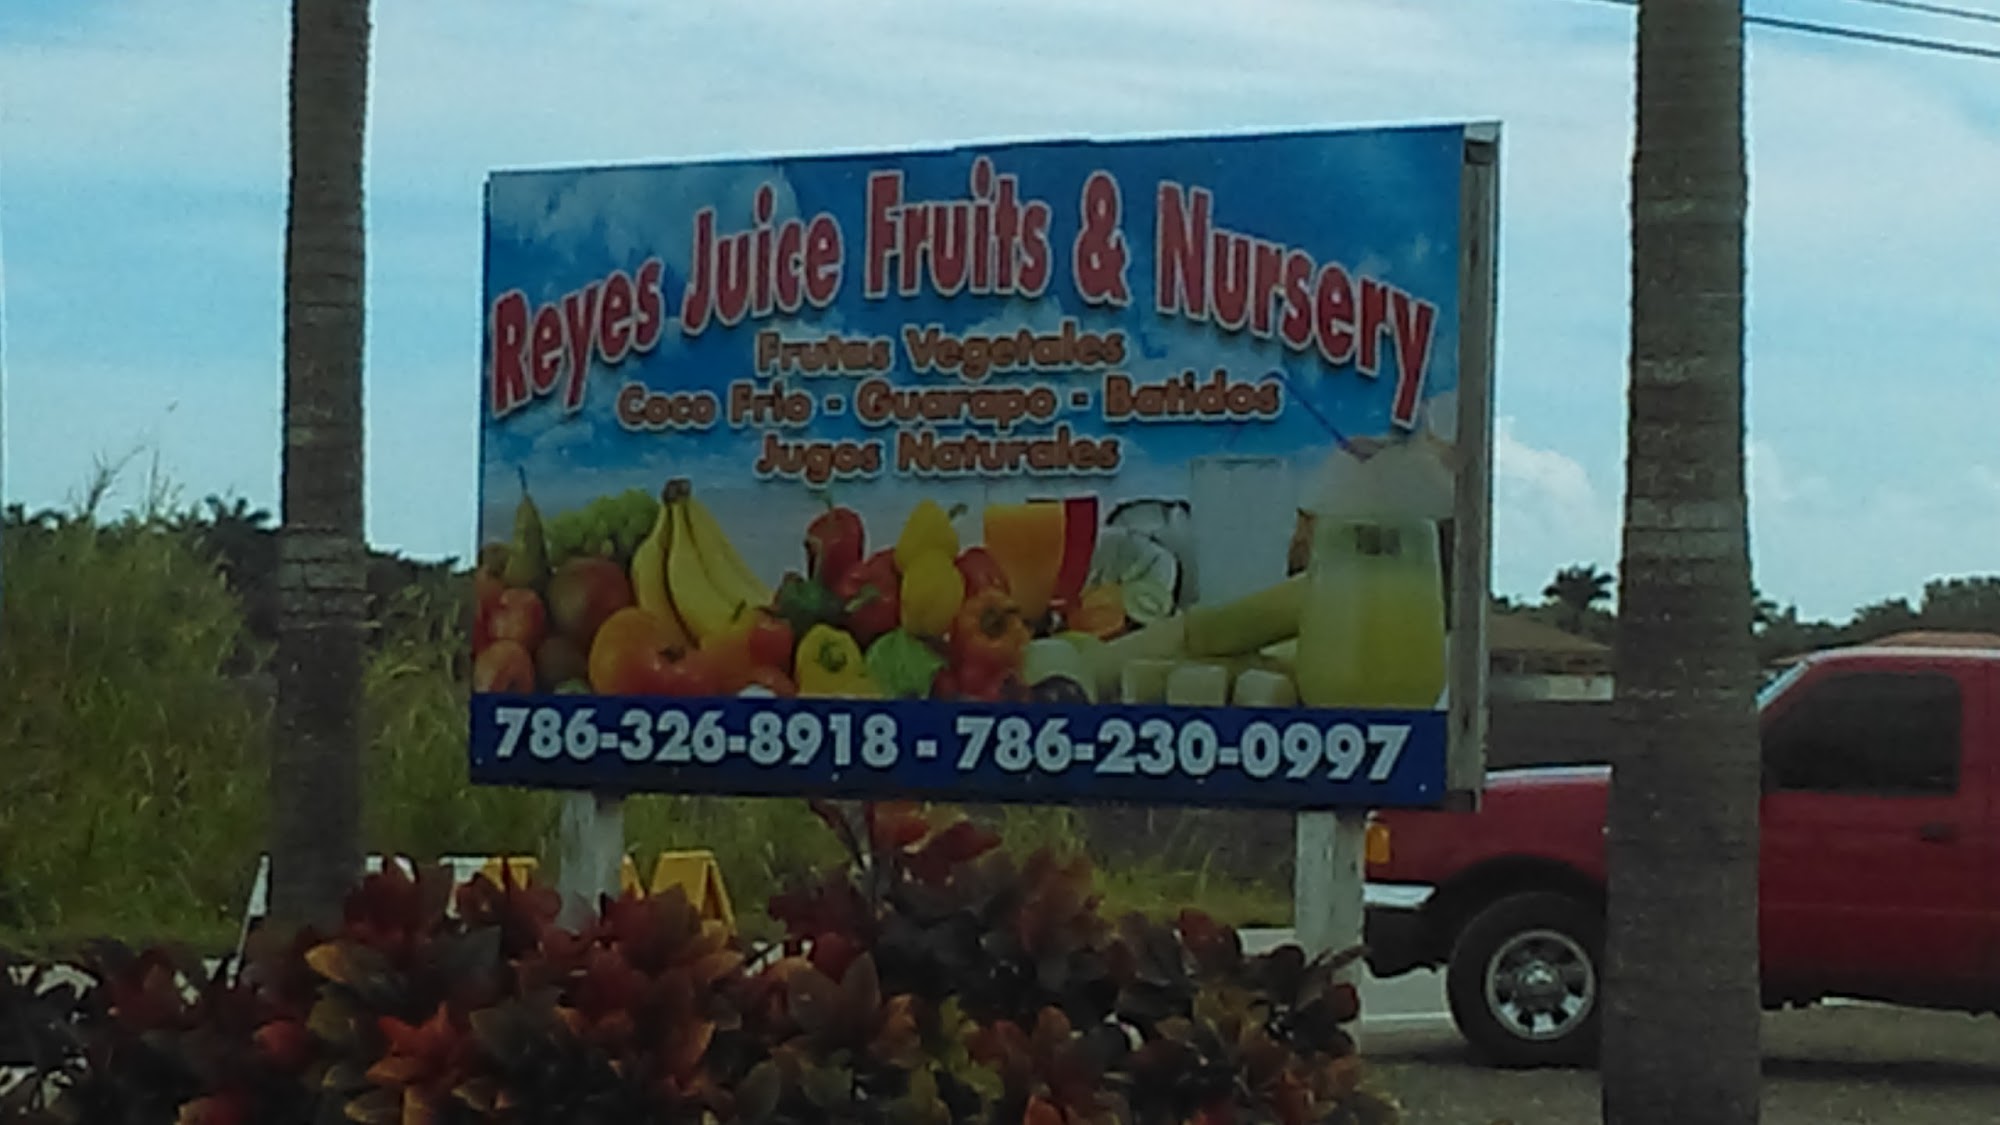 Reyes Juice Fruits & Nursery
Frutas Vegetales
Coco Frio - Guarapo - Batidos
Jugos Naturales
786-326-8918 - 786-230-0997